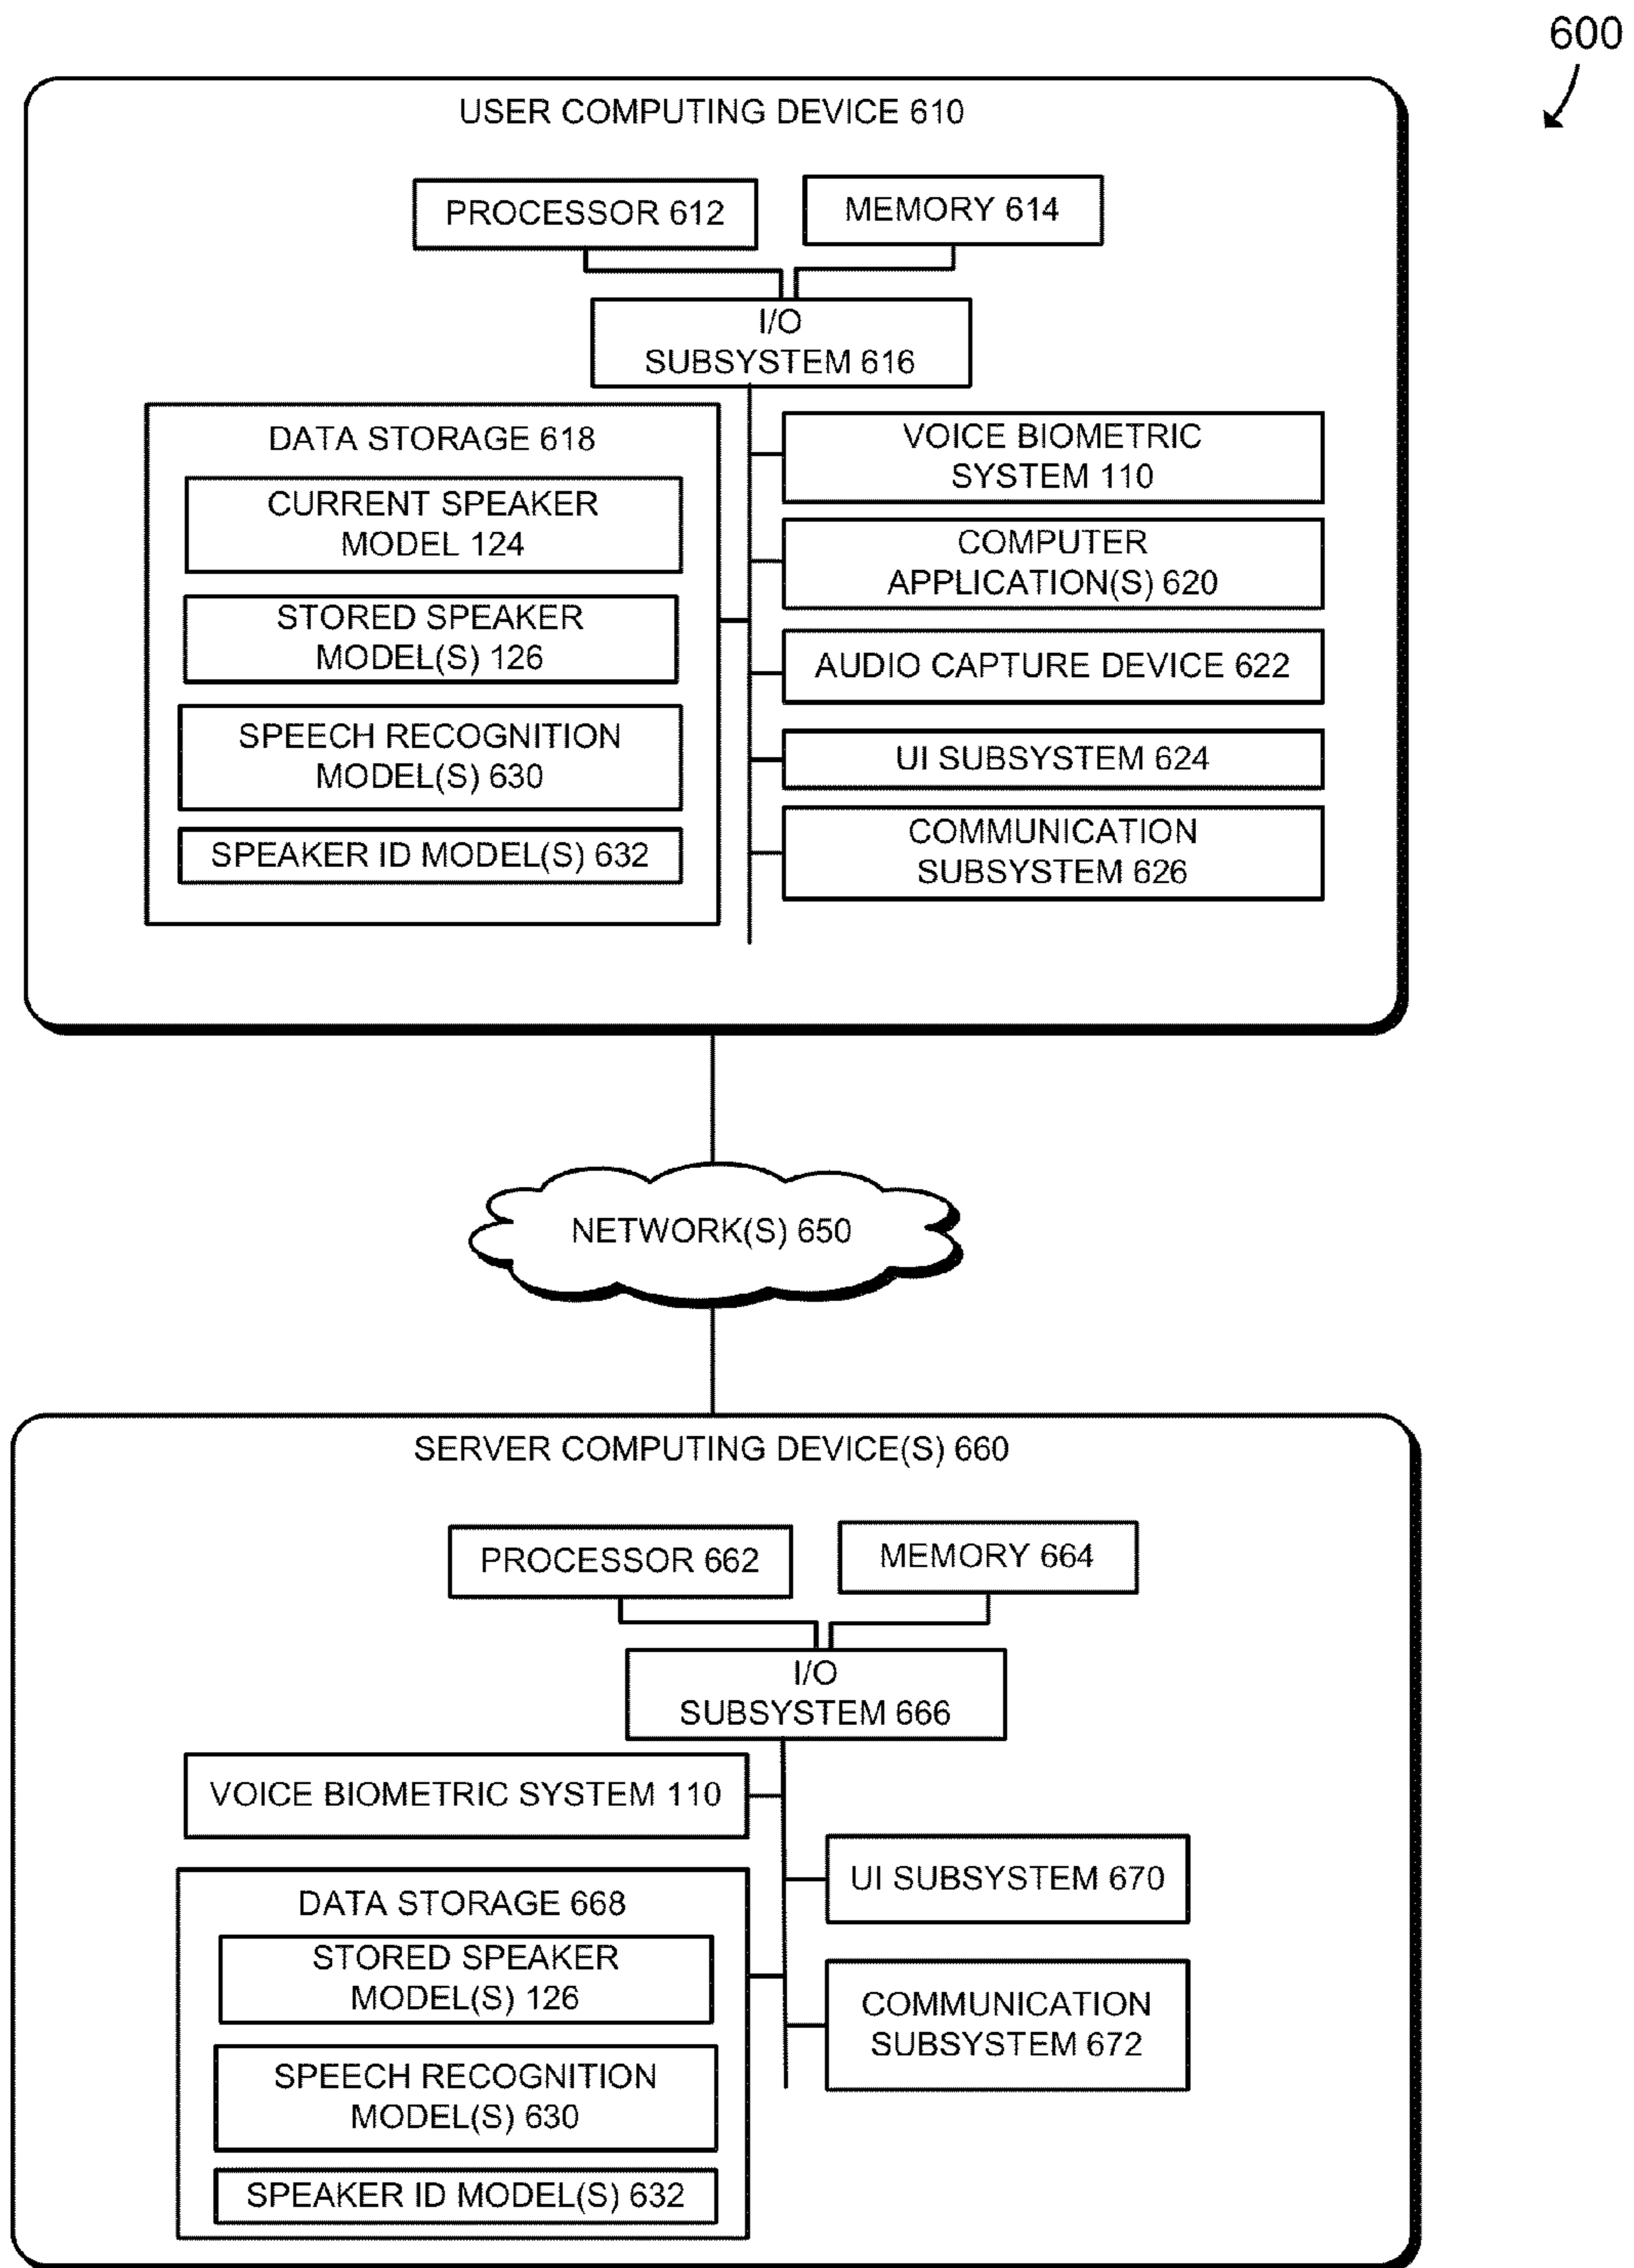 600
USER COMPUTING DEVICE 610
PROCESSOR 612
MEMORY 614
I/O
SUBSYSTEM 616
DATA STORAGE 618
CURRENT SPEAKER
MODEL 124
STORED SPEAKER
MODEL(S) 126
SPEECH RECOGNITION
MODEL(S) 630
SPEAKER ID MODEL(S) 632
VOICE BIOMETRIC
SYSTEM 110
COMPUTER
APPLICATION(S) 620
AUDIO CAPTURE DEVICE 622
UI SUBSYSTEM 624
COMMUNICATION
SUBSYSTEM 626
NETWORK(S) 650
SERVER COMPUTING DEVICE(S) 660
PROCESSOR 662
MEMORY 664
I/O
SUBSYSTEM 666
VOICE BIOMETRIC SYSTEM 110
DATA STORAGE 668
STORED SPEAKER
MODEL(S) 126
SPEECH RECOGNITION
MODEL(S) 630
SPEAKER ID MODEL(S) 632
UI SUBSYSTEM 670
COMMUNICATION
SUBSYSTEM 672